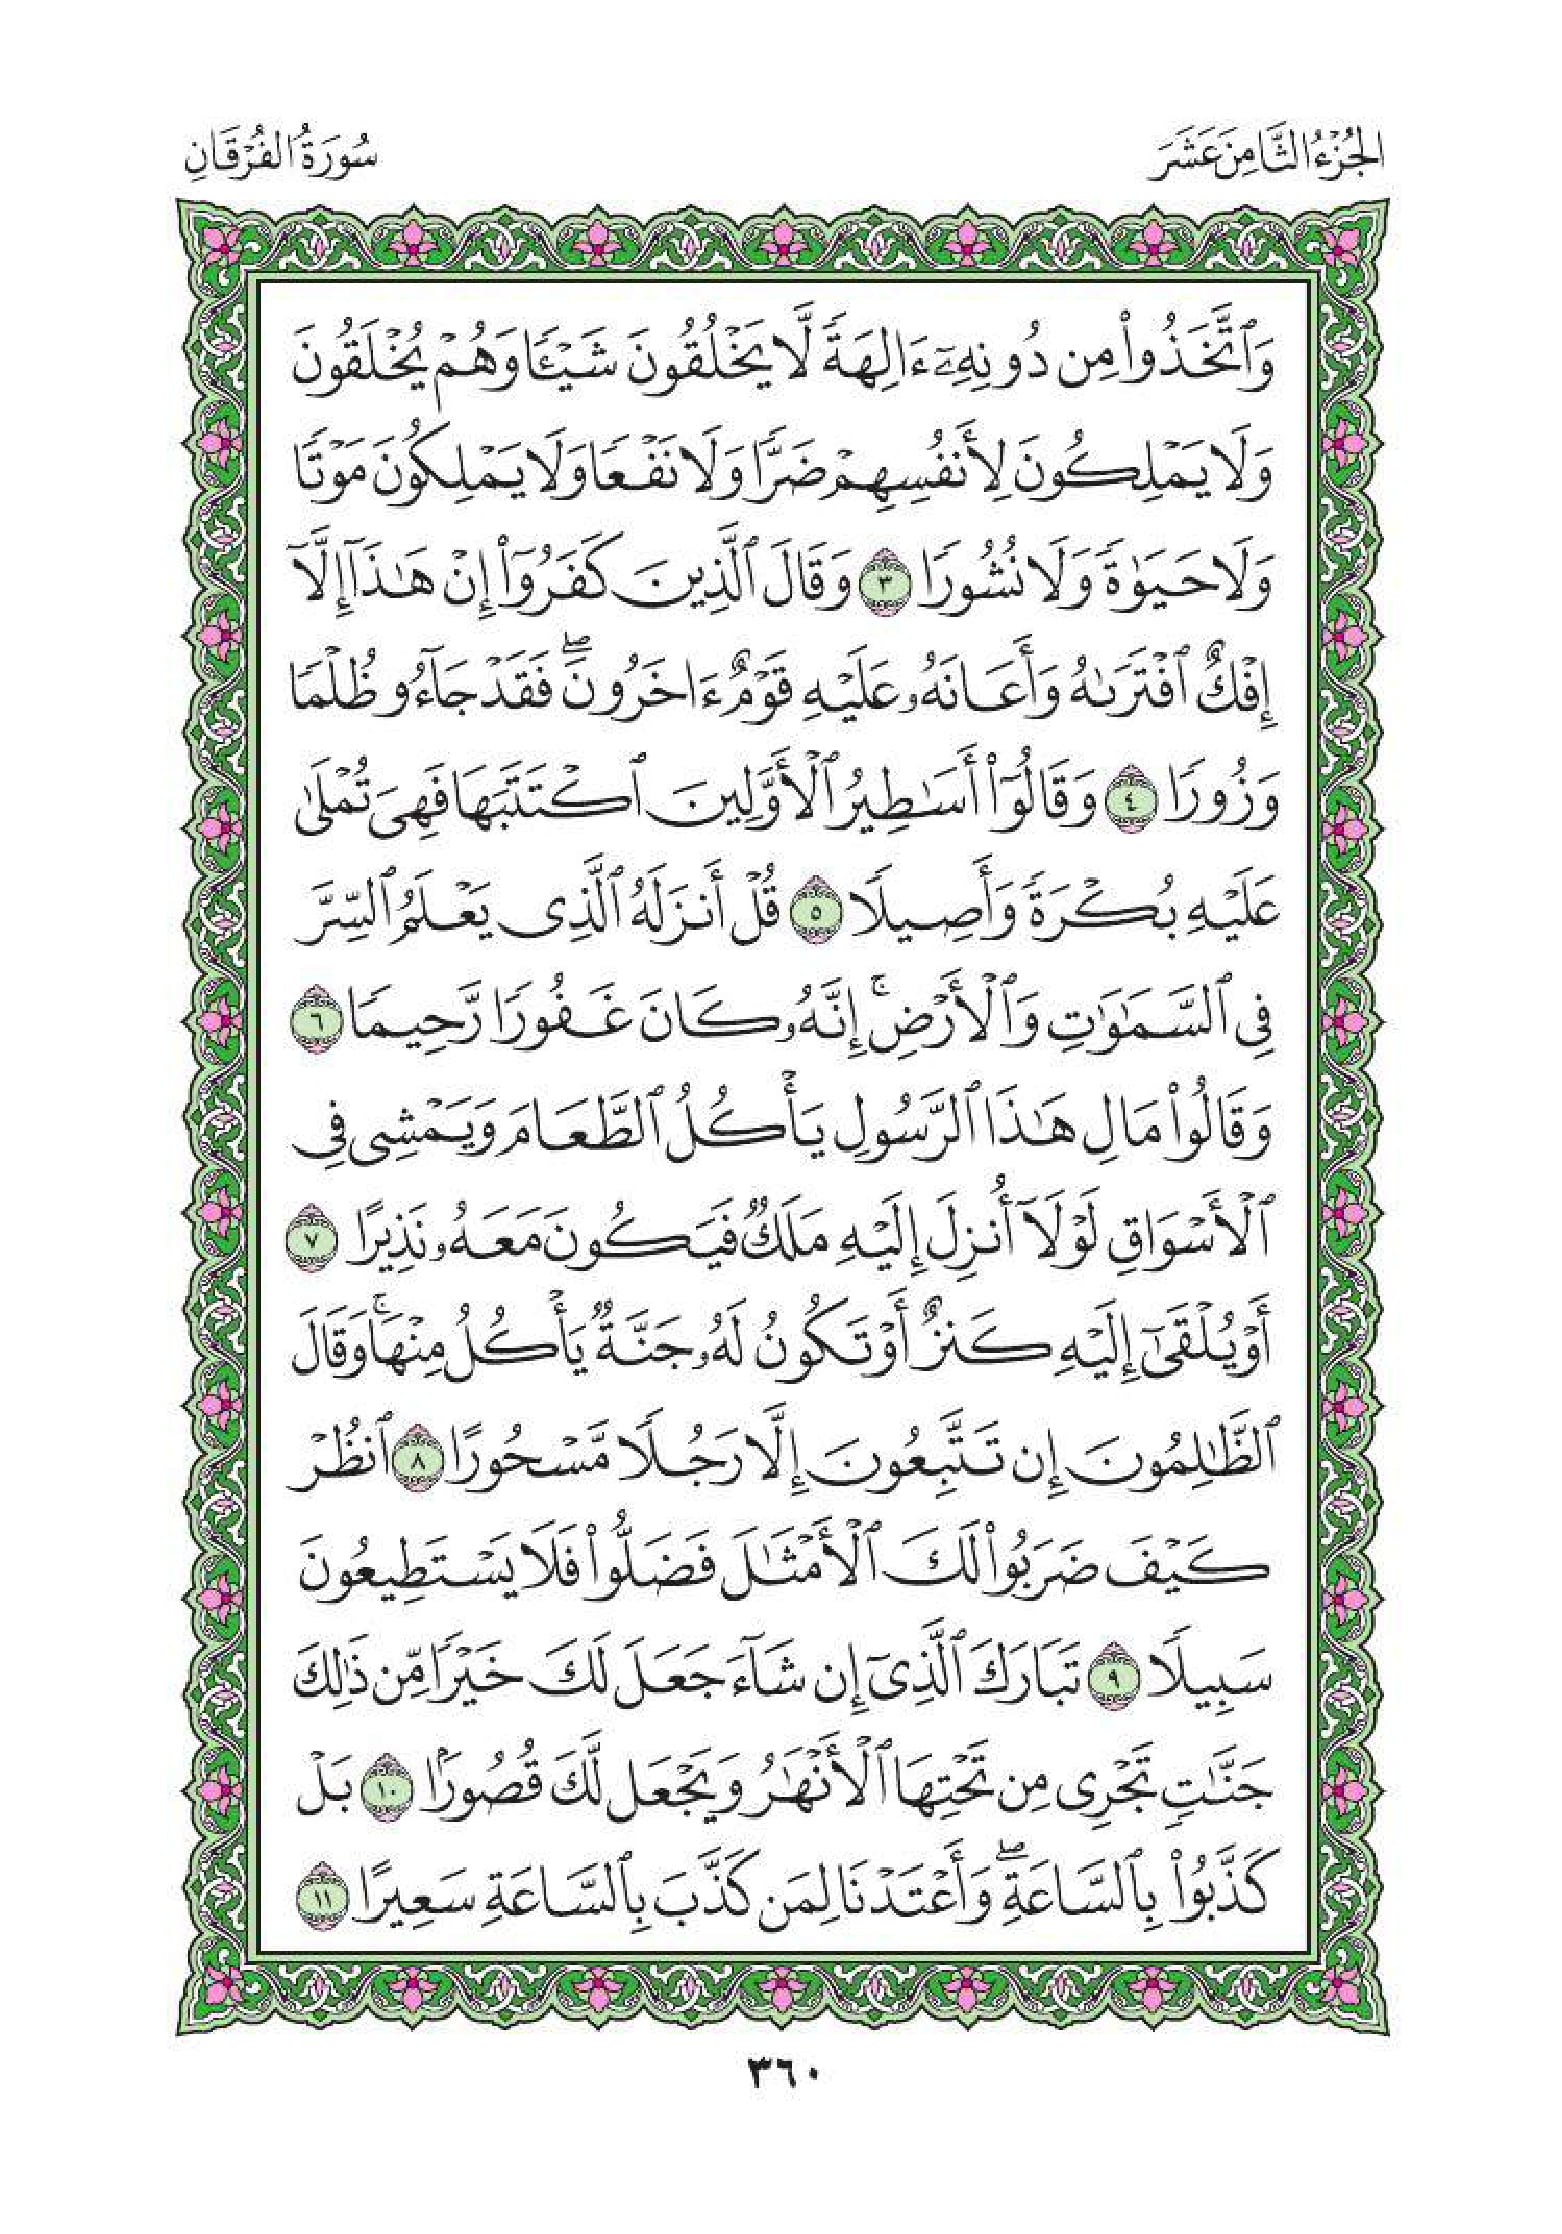 الجُزْءُ الثَّامِنَ عَشَرَ
سُورَةُ الفُرْقَانِ
وَٱتَّخَذُوا۟ مِن دُونِهِۦٓ ءَالِهَةً لَّا يَخْلُقُونَ شَيْـًٔا وَهُمْ يُخْلَقُونَ
وَلَا يَمْلِكُونَ لِأَنفُسِهِمْ ضَرًّا وَلَا نَفْعًا وَلَا يَمْلِكُونَ مَوْتًا
وَلَا حَيَوٰةً وَلَا نُشُورًا ٣ وَقَالَ ٱلَّذِينَ كَفَرُوٓا۟ إِنْ هَـٰذَآ إِلَّآ
إِفْكٌ ٱفْتَرَىٰهُ وَأَعَانَهُۥ عَلَيْهِ قَوْمٌ ءَاخَرُونَ ۖ فَقَدْ جَآءُو ظُلْمًا
وَزُورًا ٤ وَقَالُوٓا۟ أَسَـٰطِيرُ ٱلْأَوَّلِينَ ٱكْتَتَبَهَا فَهِىَ تُمْلَىٰ
عَلَيْهِ بُكْرَةً وَأَصِيلًا ٥ قُلْ أَنزَلَهُ ٱلَّذِى يَعْلَمُ ٱلسِّرَّ
فِى ٱلسَّمَـٰوَٰتِ وَٱلْأَرْضِ ۚ إِنَّهُۥ كَانَ غَفُورًا رَّحِيمًا ٦
وَقَالُوا۟ مَالِ هَـٰذَا ٱلرَّسُولِ يَأْكُلُ ٱلطَّعَامَ وَيَمْشِى فِى
ٱلْأَسْوَاقِ لَوْلَآ أُنزِلَ إِلَيْهِ مَلَكٌ فَيَكُونَ مَعَهُۥ نَذِيرًا ٧
أَوْ يُلْقَىٰٓ إِلَيْهِ كَنزٌ أَوْ تَكُونُ لَهُۥ جَنَّةٌ يَأْكُلُ مِنْهَا ۚ وَقَالَ
ٱلظَّـٰلِمُونَ إِن تَتَّبِعُونَ إِلَّا رَجُلًا مَّسْحُورًا ٨ ٱنظُرْ
كَيْفَ ضَرَبُوا۟ لَكَ ٱلْأَمْثَـٰلَ فَضَلُّوا۟ فَلَا يَسْتَطِيعُونَ
سَبِيلًا ٩ تَبَارَكَ ٱلَّذِىٓ إِن شَآءَ جَعَلَ لَكَ خَيْرًا مِّن ذَٰلِكَ
جَنَّـٰتٍ تَجْرِى مِن تَحْتِهَا ٱلْأَنْهَـٰرُ وَيَجْعَل لَّكَ قُصُورًۢا ١٠ بَلْ
كَذَّبُوا۟ بِٱلسَّاعَةِ ۖ وَأَعْتَدْنَا لِمَن كَذَّبَ بِٱلسَّاعَةِ سَعِيرًا ١١
٣٦٠